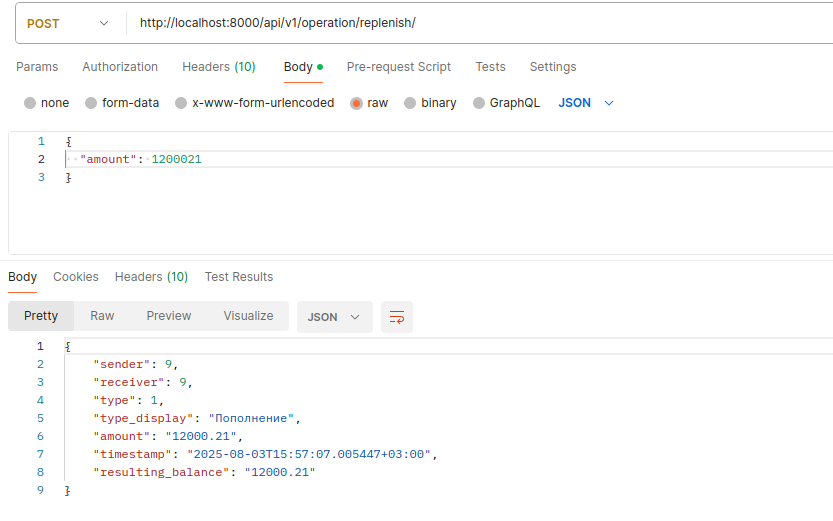 POST http://localhost:8000/api/v1/operation/replenish/
Params Authorization Headers (10) Body Pre-request Script Tests Settings
none form-data x-www-form-urlencoded raw binary GraphQL JSON
1 {
2 "amount": 1200021
3 }
Body Cookies Headers (10) Test Results
Pretty Raw Preview Visualize JSON
1 {
2 "sender": 9,
3 "receiver": 9,
4 "type": 1,
5 "type_display": "Пополнение",
6 "amount": "12000.21",
7 "timestamp": "2025-08-03T15:57:07.005447+03:00",
8 "resulting_balance": "12000.21"
9 }